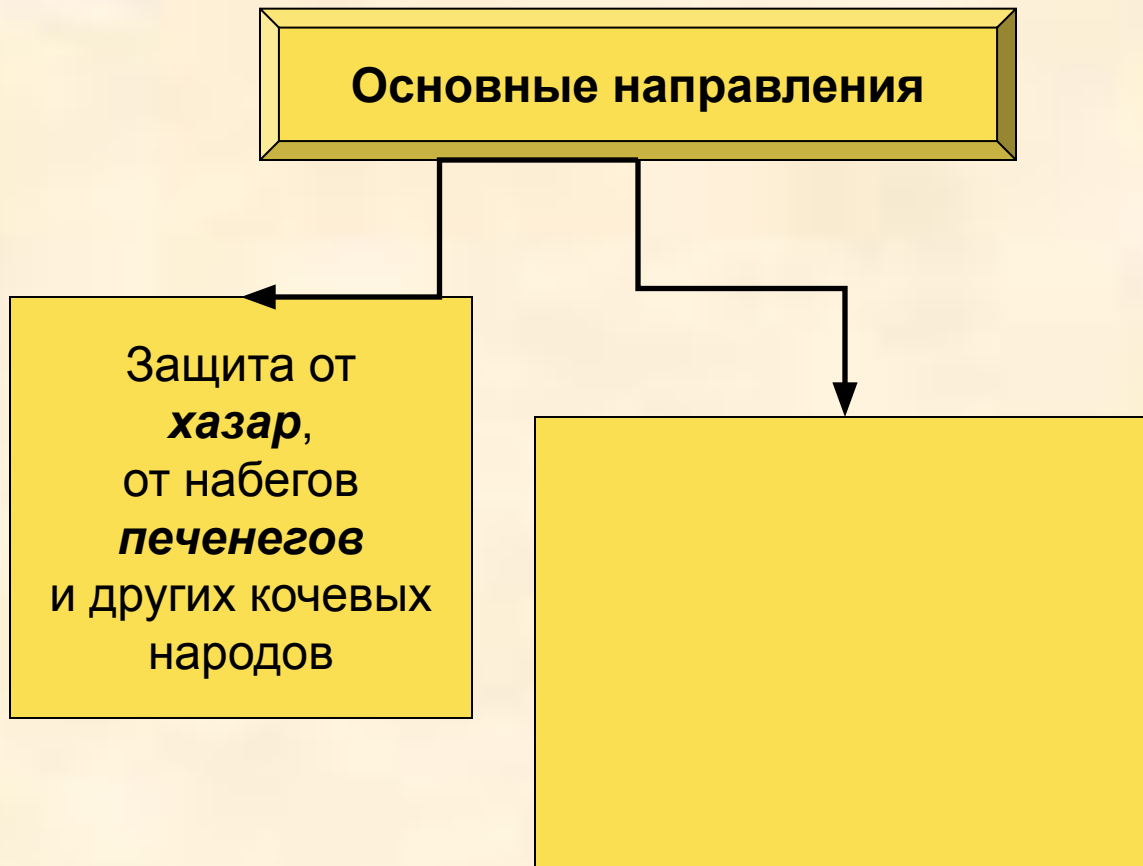 Основные направления
Защита от
хазар,
от набегов
печенегов
и других кочевых
народов